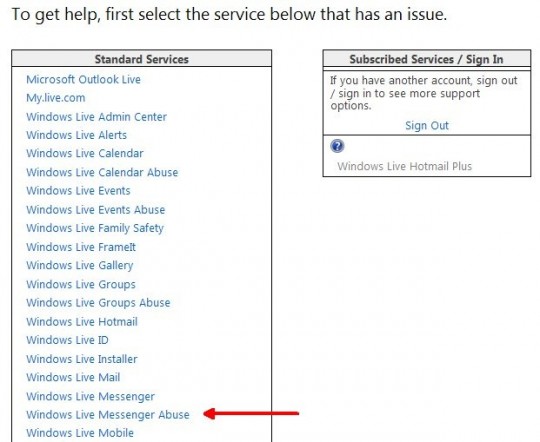 To get help, first select the service below that has an issue.
Standard Services
Microsoft Outlook Live
My.live.com
Windows Live Admin Center
Windows Live Alerts
Windows Live Calendar
Windows Live Calendar Abuse
Windows Live Events
Windows Live Events Abuse
Windows Live Family Safety
Windows Live FrameIt
Windows Live Gallery
Windows Live Groups
Windows Live Groups Abuse
Windows Live Hotmail
Windows Live ID
Windows Live Installer
Windows Live Mail
Windows Live Messenger
Windows Live Messenger Abuse
Windows Live Mobile
Subscribed Services / Sign In
If you have another account, sign out
/ sign in to see more support
options.
Sign Out
?
Windows Live Hotmail Plus